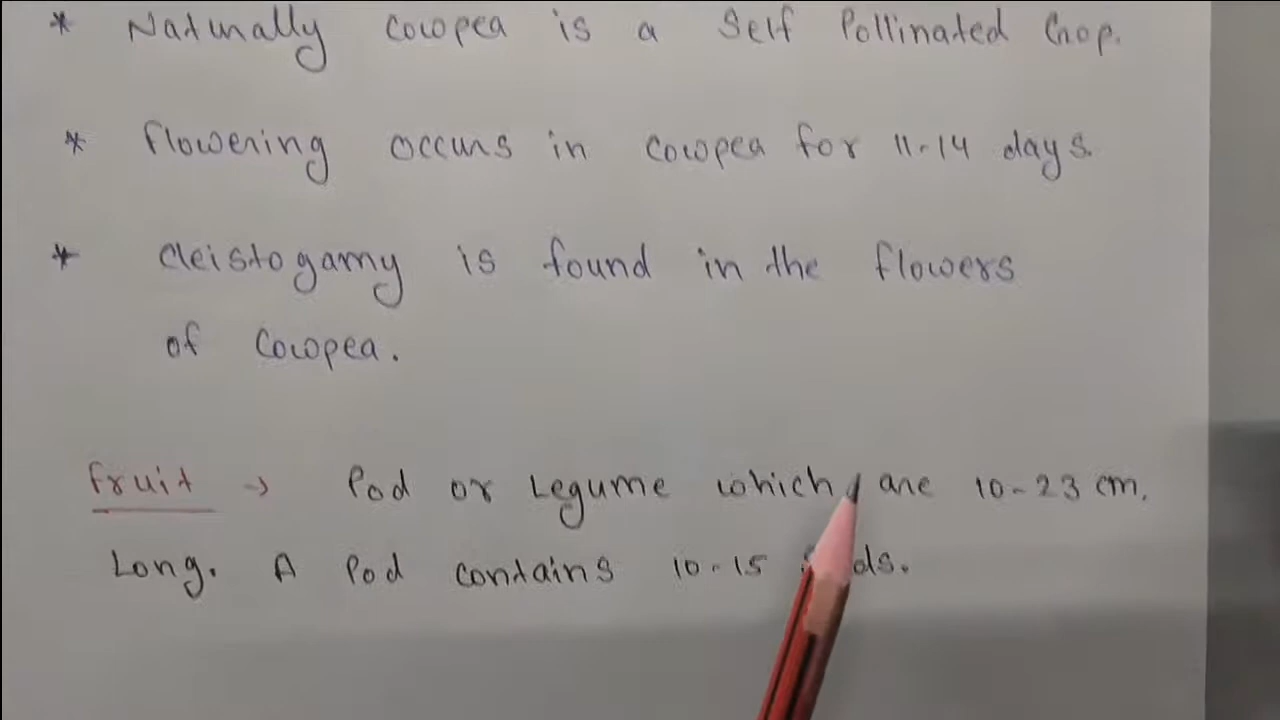 * Naturally cowpea is a Self Pollinated Crop.
* flowering occurs in cowpea for 11-14 days.
* cleistogamy is found in the flowers
of Cowpea.
fruit → Pod or Legume which are 10-23 cm.
Long. A Pod contains 10-15